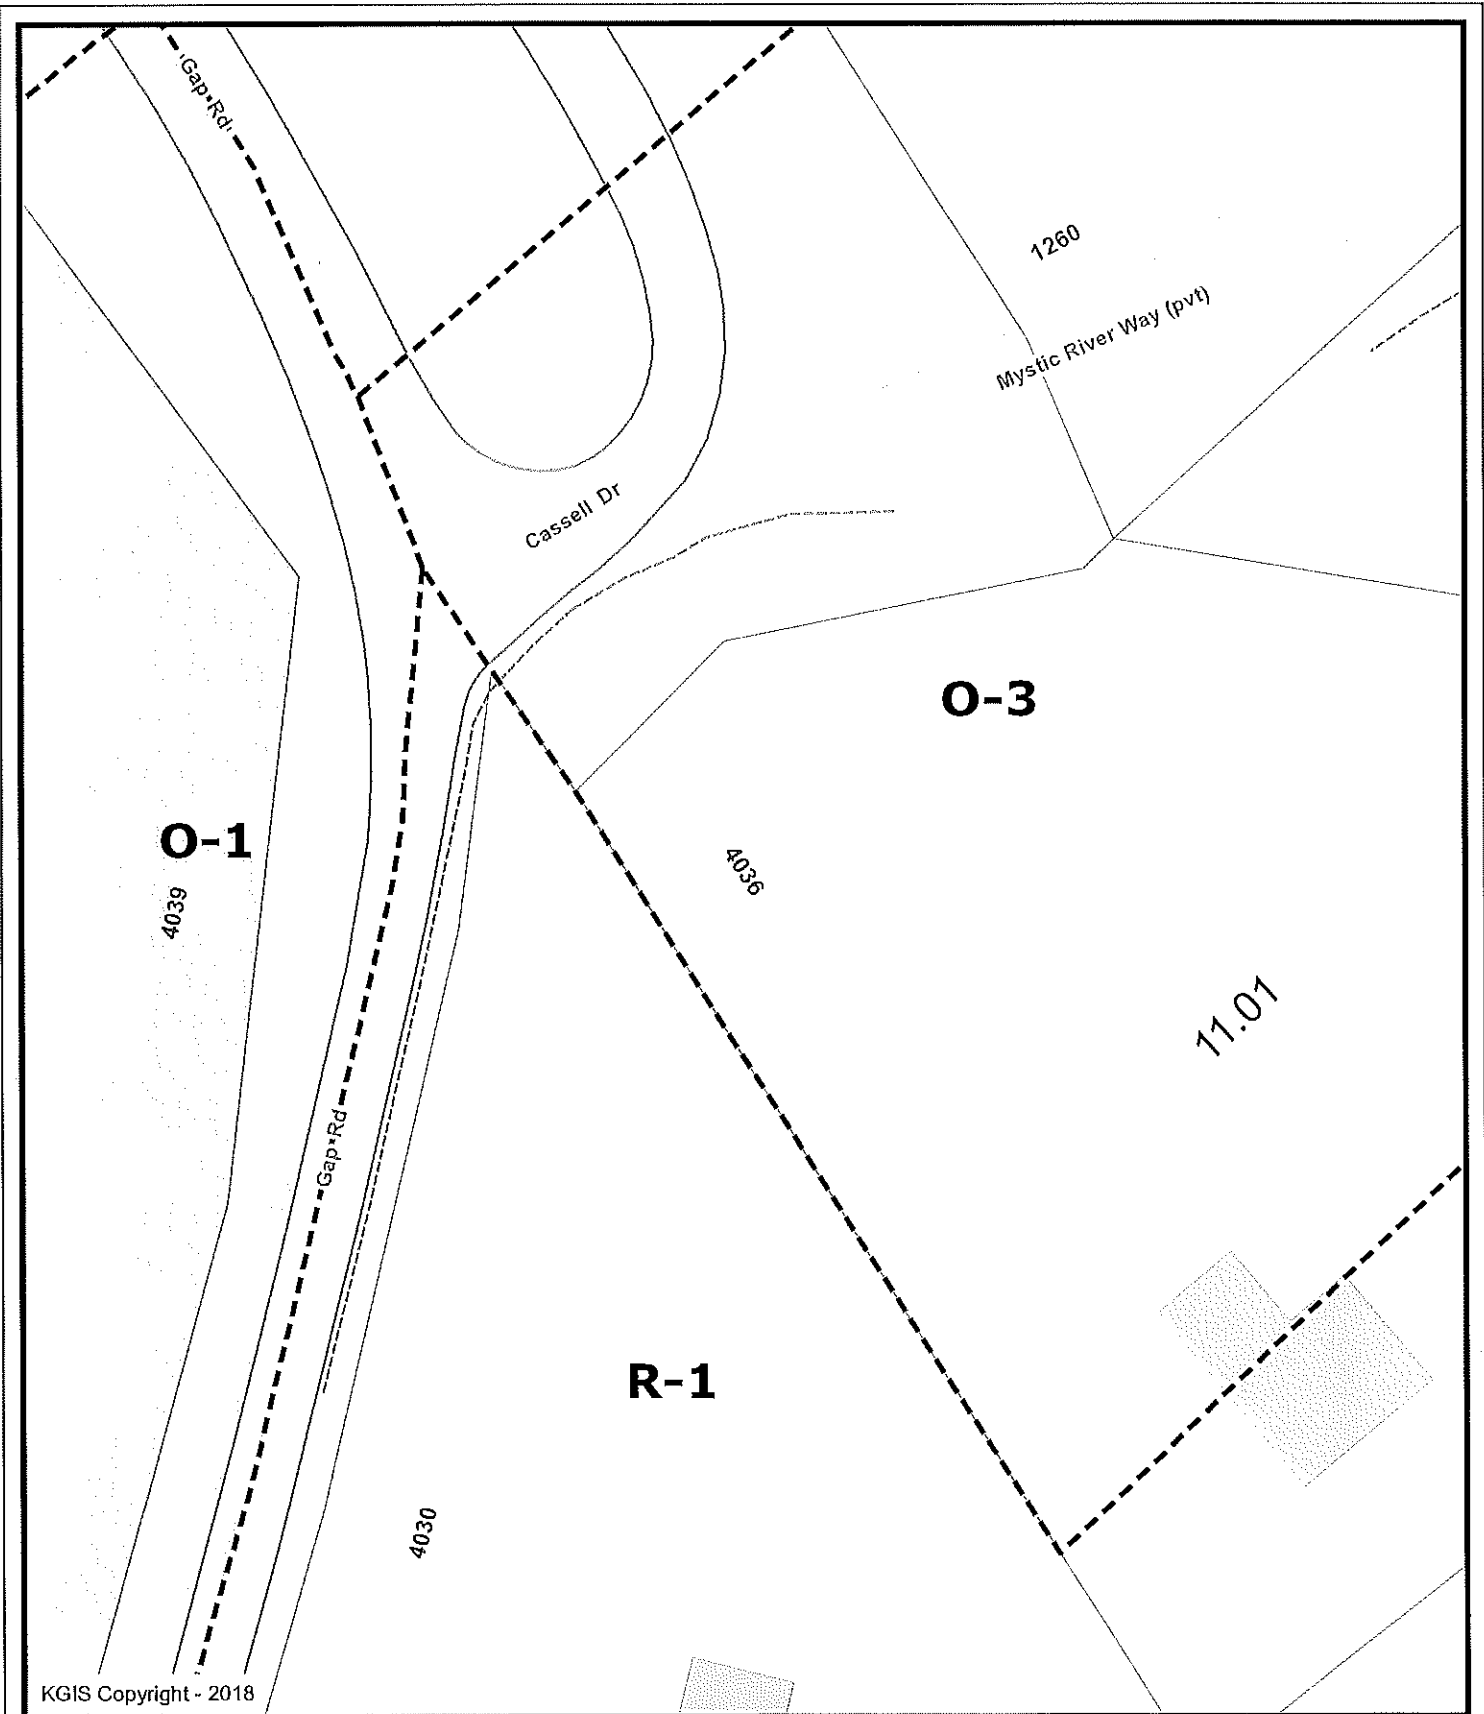 Gap Rd
1260
Mystic River Way (pvt)
Cassell Dr
O-3
O-1
4036
4039
11.01
Gap Rd
R-1
4030
KGIS Copyright - 2018